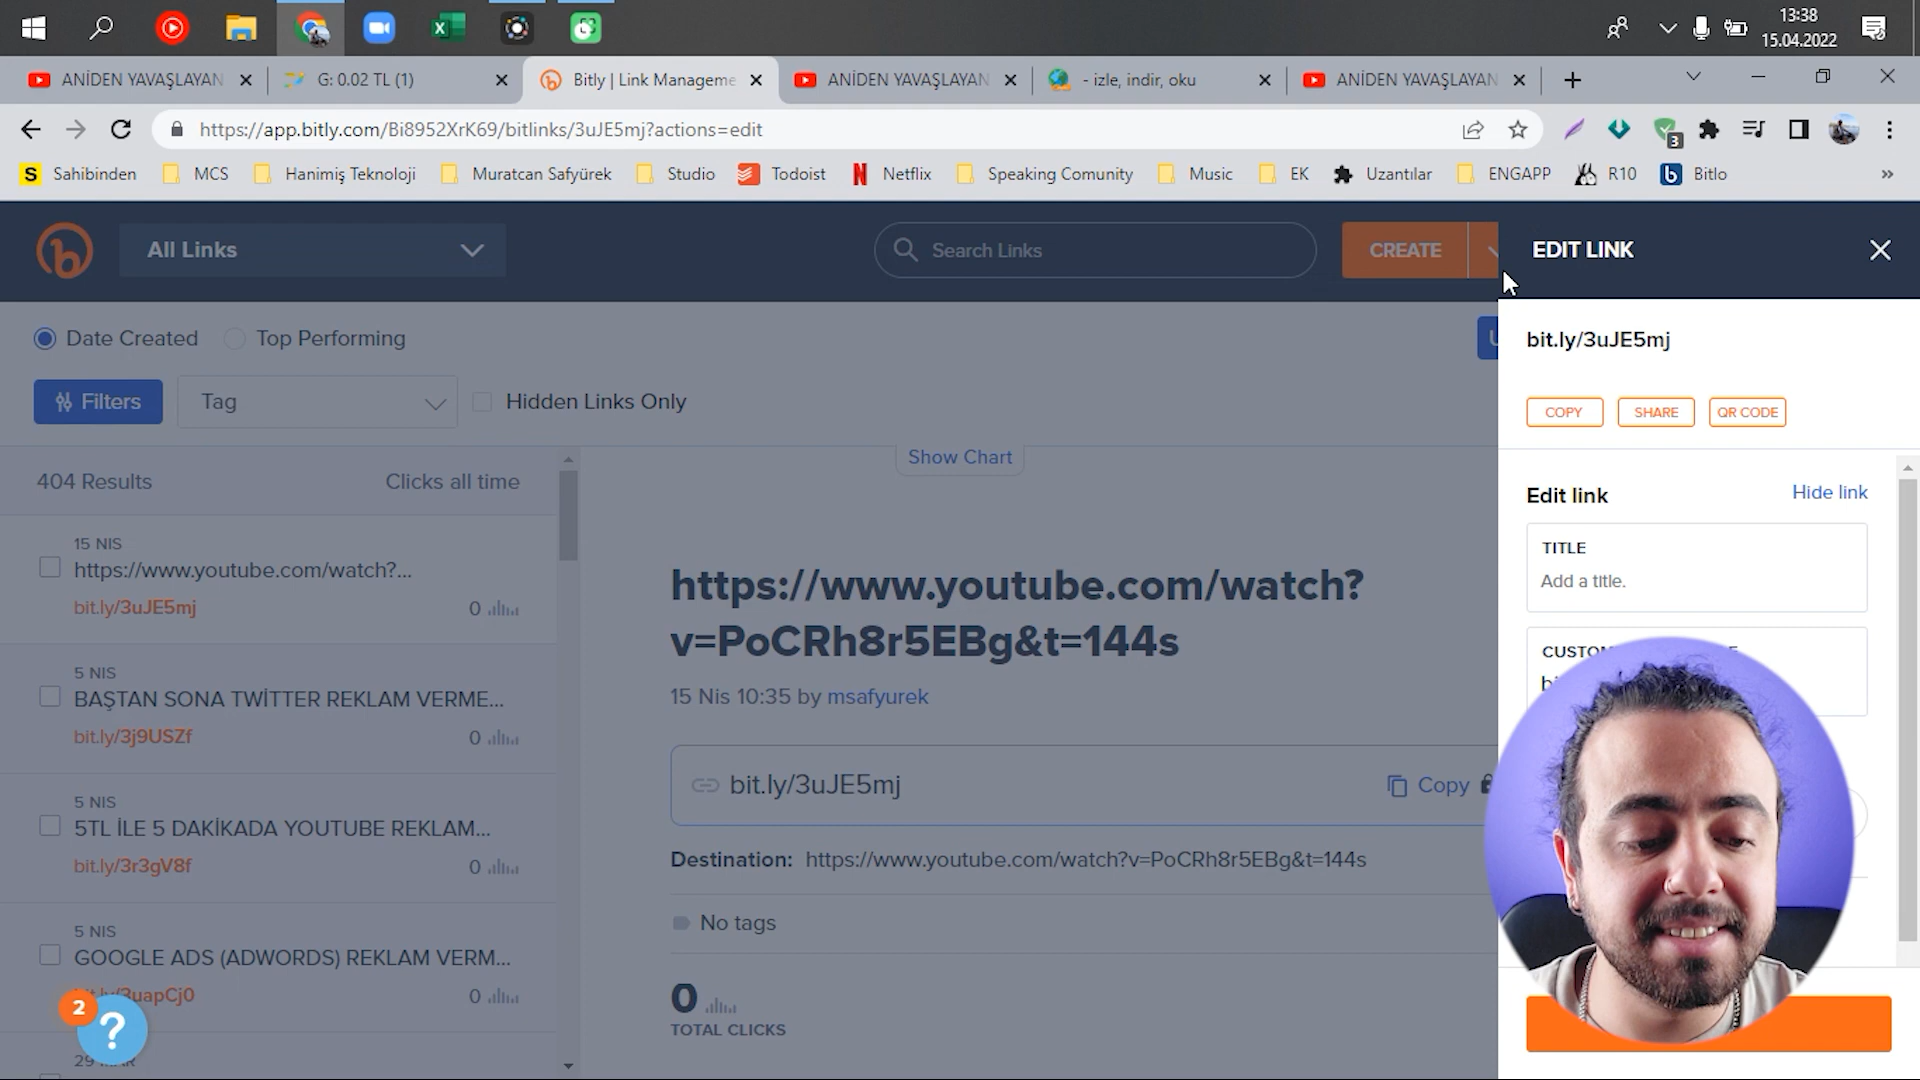 13:38
15.04.2022
ANİDEN YAVAŞLAYAN
G: 0.02 TL (1)
Bitly | Link Manageme
ANİDEN YAVAŞLAYAN
- izle, indir, oku
ANİDEN YAVAŞLAYAN
https://app.bitly.com/Bi8952XrK69/bitlinks/3uJE5mj?actions=edit
3
S Sahibinden
MCS
Hanimiş Teknoloji
Muratcan Safyürek
Studio
Todoist
Netflix
Speaking Comunity
Music
EK
Uzantılar
ENGAPP
R10
Bitlo
All Links
Search Links
CREATE
EDIT LINK
Date Created
Top Performing
Filters
Tag
Hidden Links Only
bit.ly/3uJE5mj
COPY
SHARE
QR CODE
404 Results
Clicks all time
Show Chart
Edit link
Hide link
TITLE
Add a title.
15 NIS
https://www.youtube.com/watch?...
bit.ly/3uJE5mj
0
5 NIS
BAŞTAN SONA TWİTTER REKLAM VERME...
bit.ly/3j9USZf
0
5 NIS
5TL İLE 5 DAKİKADA YOUTUBE REKLAM...
bit.ly/3r3gV8f
0
5 NIS
GOOGLE ADS (ADWORDS) REKLAM VERM...
bit.ly/3uapCj0
0
2
?
https://www.youtube.com/watch?
v=PoCRh8r5EBg&t=144s
15 Nis 10:35 by msafyurek
bit.ly/3uJE5mj
Copy
Destination: https://www.youtube.com/watch?v=PoCRh8r5EBg&t=144s
No tags
0
TOTAL CLICKS